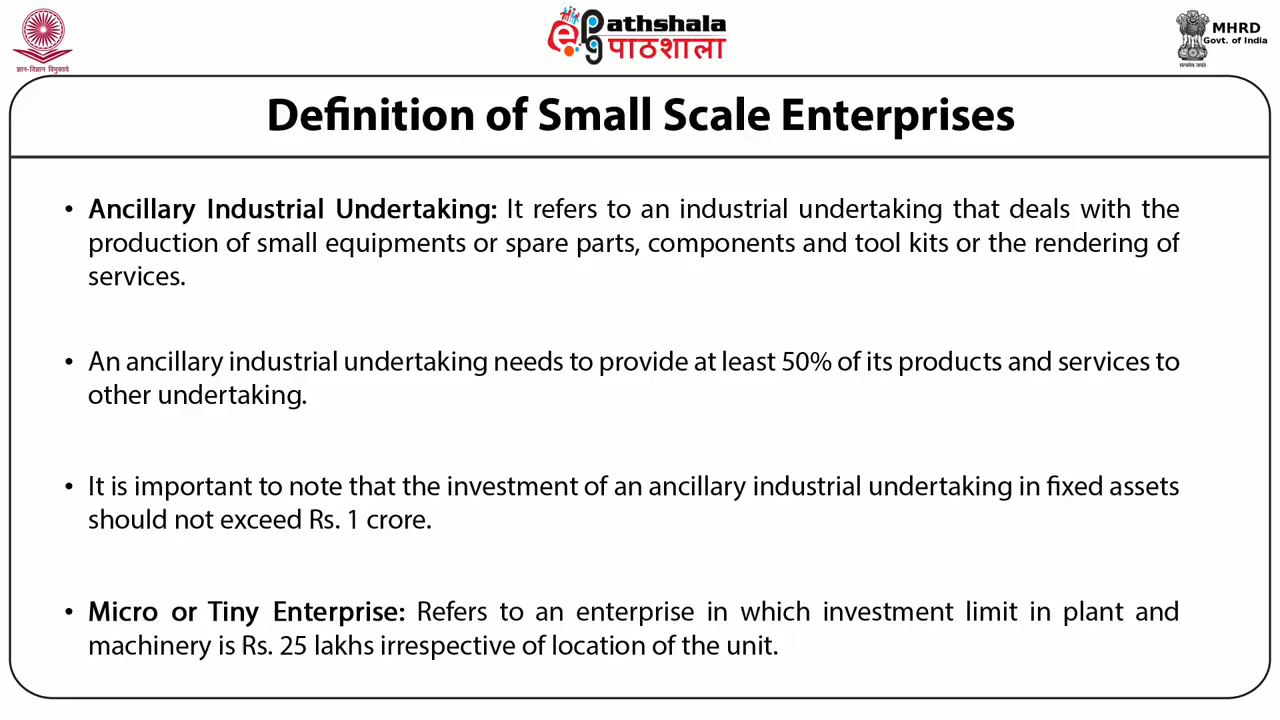 ज्ञान-विज्ञान विमुक्तये
ePG Pathshala
पाठशाला
MHRD
Govt. of India
सत्यमेव जयते
Definition of Small Scale Enterprises
• Ancillary Industrial Undertaking: It refers to an industrial undertaking that deals with the
production of small equipments or spare parts, components and tool kits or the rendering of
services.
• An ancillary industrial undertaking needs to provide at least 50% of its products and services to
other undertaking.
• It is important to note that the investment of an ancillary industrial undertaking in fixed assets
should not exceed Rs. 1 crore.
• Micro or Tiny Enterprise: Refers to an enterprise in which investment limit in plant and
machinery is Rs. 25 lakhs irrespective of location of the unit.